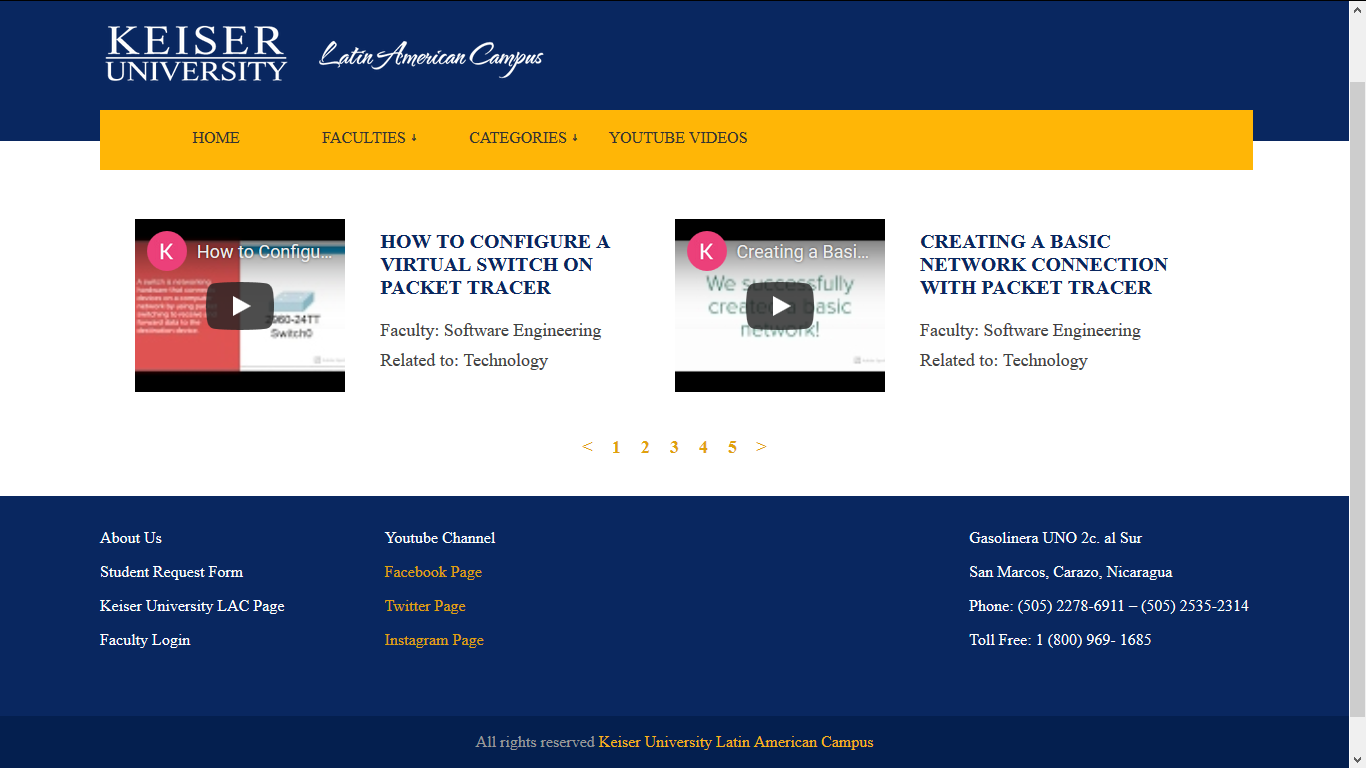 KEISER
UNIVERSITY
Latin American Campus
HOME FACULTIES ↓ CATEGORIES ↓ YOUTUBE VIDEOS
K How to Configu...
A switch is networking
hardware that connects
devices on a computer
network by using packet
switching to receive and
forward data to the
destination device.
2960-24TT
Switch0
HOW TO CONFIGURE A
VIRTUAL SWITCH ON
PACKET TRACER
Faculty: Software Engineering
Related to: Technology
K Creating a Basi...
We successfully
created a basic
network!
CREATING A BASIC
NETWORK CONNECTION
WITH PACKET TRACER
Faculty: Software Engineering
Related to: Technology
< 1 2 3 4 5 >
About Us
Student Request Form
Keiser University LAC Page
Faculty Login
Youtube Channel
Facebook Page
Twitter Page
Instagram Page
Gasolinera UNO 2c. al Sur
San Marcos, Carazo, Nicaragua
Phone: (505) 2278-6911 – (505) 2535-2314
Toll Free: 1 (800) 969- 1685
All rights reserved Keiser University Latin American Campus